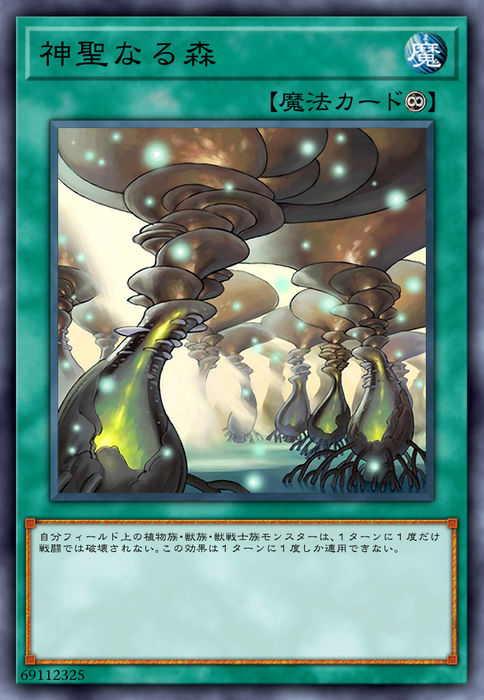 神聖なる森
魔
【魔法カード】
自分フィールド上の植物族・獣族・獣戦士族モンスターは、１ターンに１度だけ
戦闘では破壊されない。この効果は１ターンに１度しか適用できない。
69112325